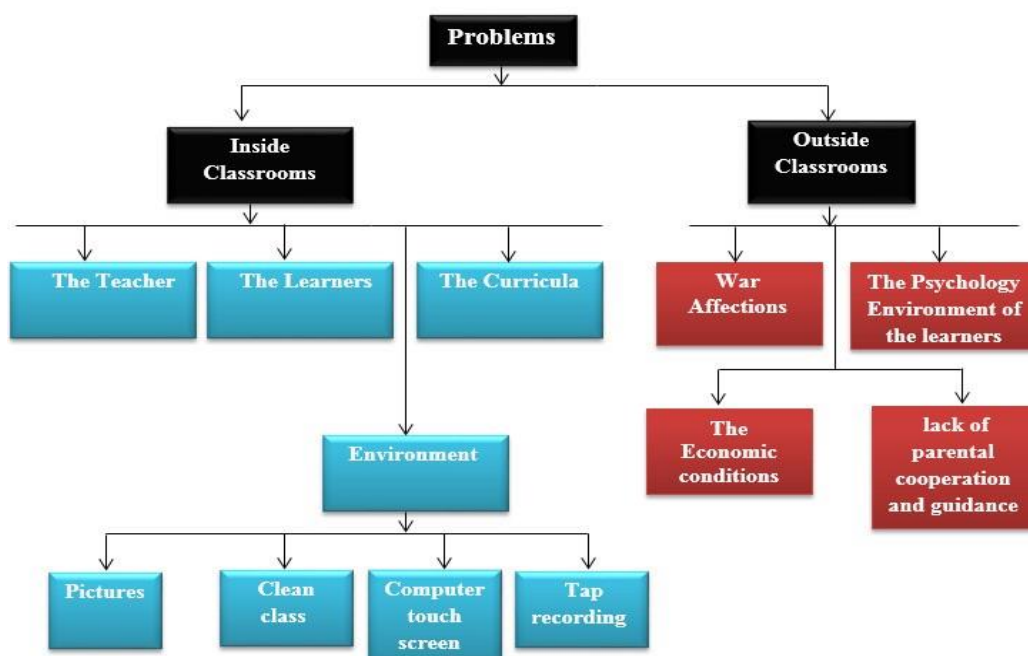 Problems
Inside
Classrooms
Outside
Classrooms
The Teacher
The Learners
The Curricula
War
Affections
The Psychology
Environment of
the learners
The
Economic
conditions
lack of
parental
cooperation
and guidance
Environment
Pictures
Clean
class
Computer
touch
screen
Tap
recording